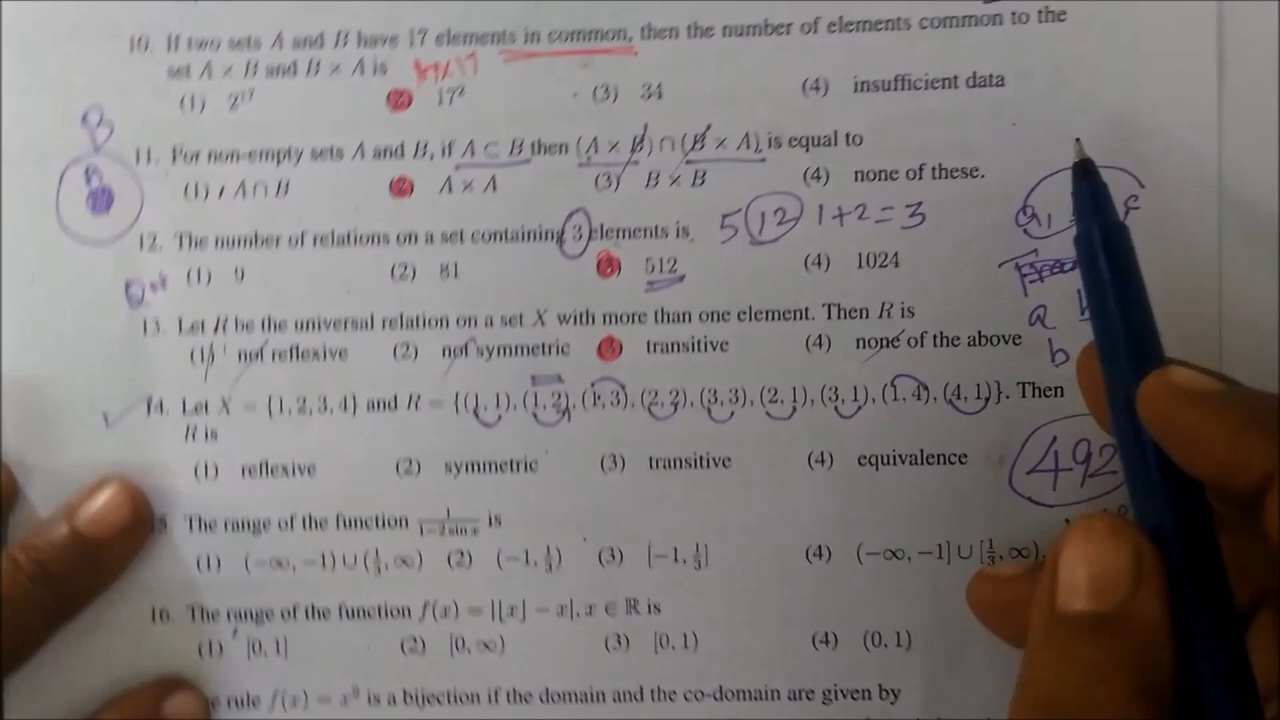 10. If two sets A and B have 17 elements in common, then the number of elements common to the
set A × B and B × A is 17×17
(1) 2¹⁷ (2) 17² (3) 34 (4) insufficient data
B
11. For non-empty sets A and B, if A ⊂ B then (A × B) ∩ (B × A) is equal to
(1) A ∩ B (2) A × A (3) B × B (4) none of these.
12. The number of relations on a set containing 3 elements is 512 1+2=3
(1) 9 (2) 81 (3) 512 (4) 1024
13. Let R be the universal relation on a set X with more than one element. Then R is
a
(1) not reflexive (2) not symmetric (3) transitive (4) none of the above b
14. Let X = {1, 2, 3, 4} and R = {(1, 1), (1, 2), (1, 3), (2, 2), (3, 3), (2, 1), (3, 1), (1, 4), (4, 1)}. Then
R is
(1) reflexive (2) symmetric (3) transitive (4) equivalence 492
5. The range of the function 1/(1−2 sin x) is
(1) (−∞, −1) ∪ (1/3, ∞) (2) (−1, 1/3) (3) [−1, 1/3] (4) (−∞, −1] ∪ [1/3, ∞).
16. The range of the function f(x) = |⌊x⌋ − x|, x ∈ ℝ is
(1) [0, 1] (2) [0, ∞) (3) [0, 1) (4) (0, 1)
rule f(x) = x² is a bijection if the domain and the co-domain are given by